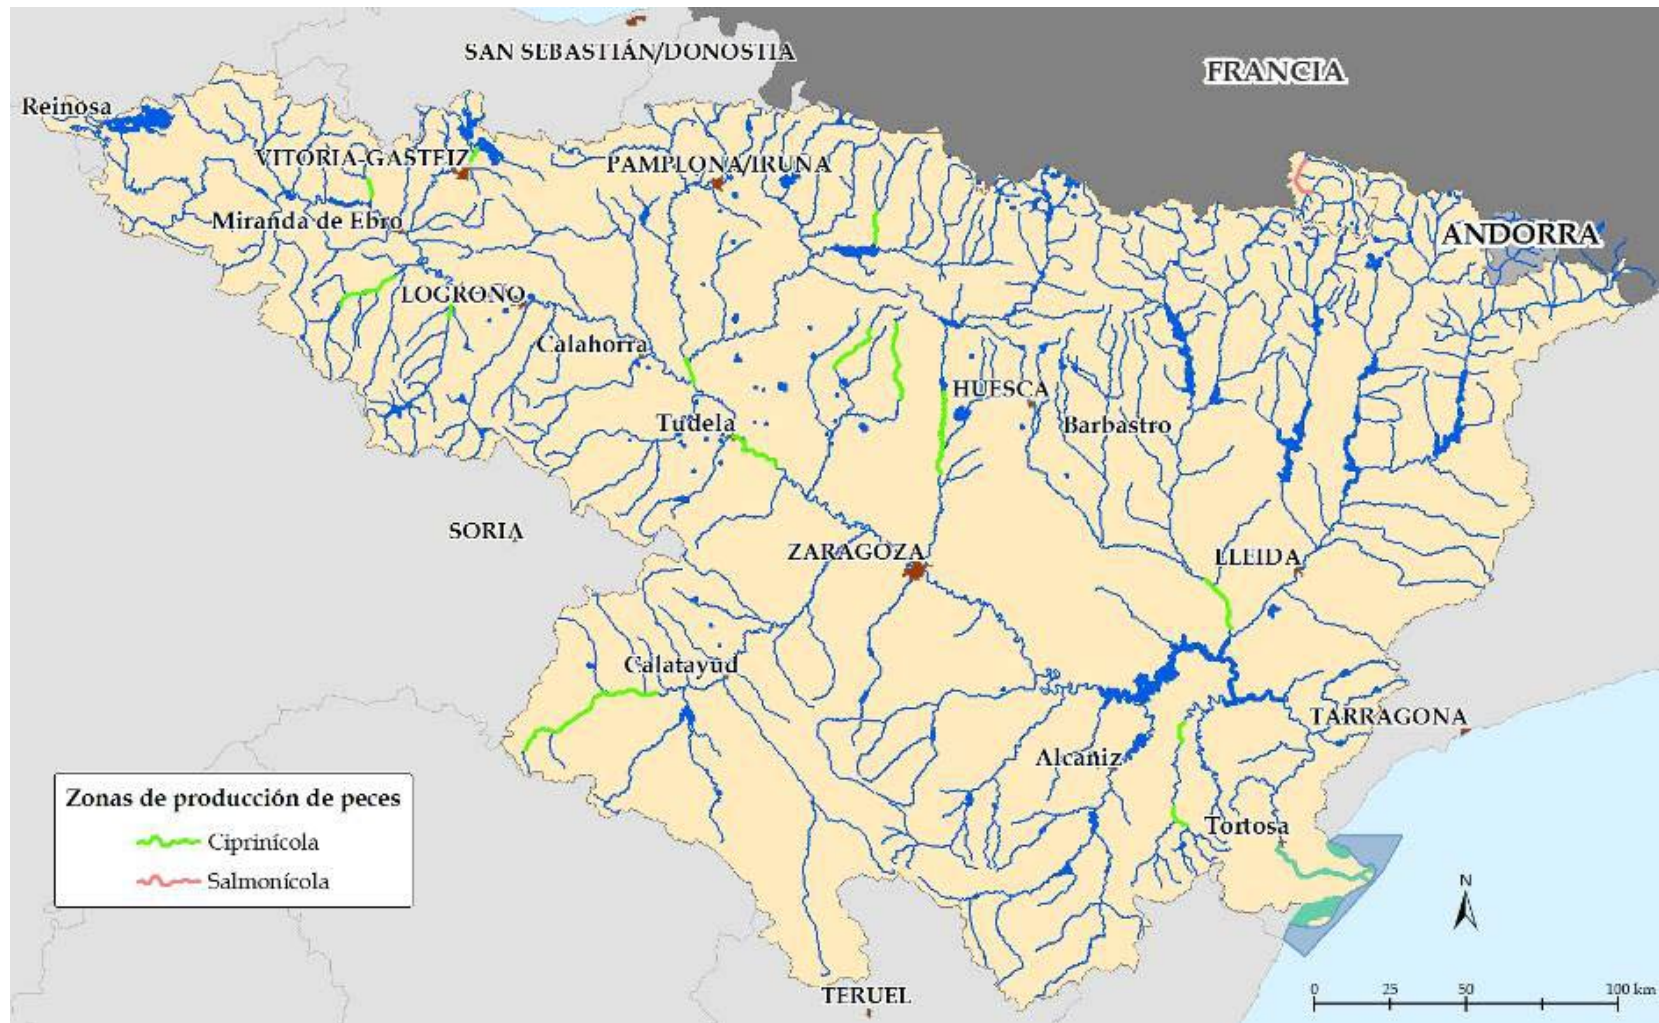 SAN SEBASTIÁN/DONOSTIA
FRANCIA
Reinosa
VITORIA-GASTEIZ
PAMPLONA/IRUÑA
Miranda de Ebro
ANDORRA
LOGROÑO
Calahorra
HUESCA
Tudela
Barbastro
SORIA
ZARAGOZA
LLEIDA
Calatayud
TARRAGONA
Alcañiz
Zonas de producción de peces
Ciprinícola
Salmonícola
Tortosa
N
TERUEL
0 25 50 100 km